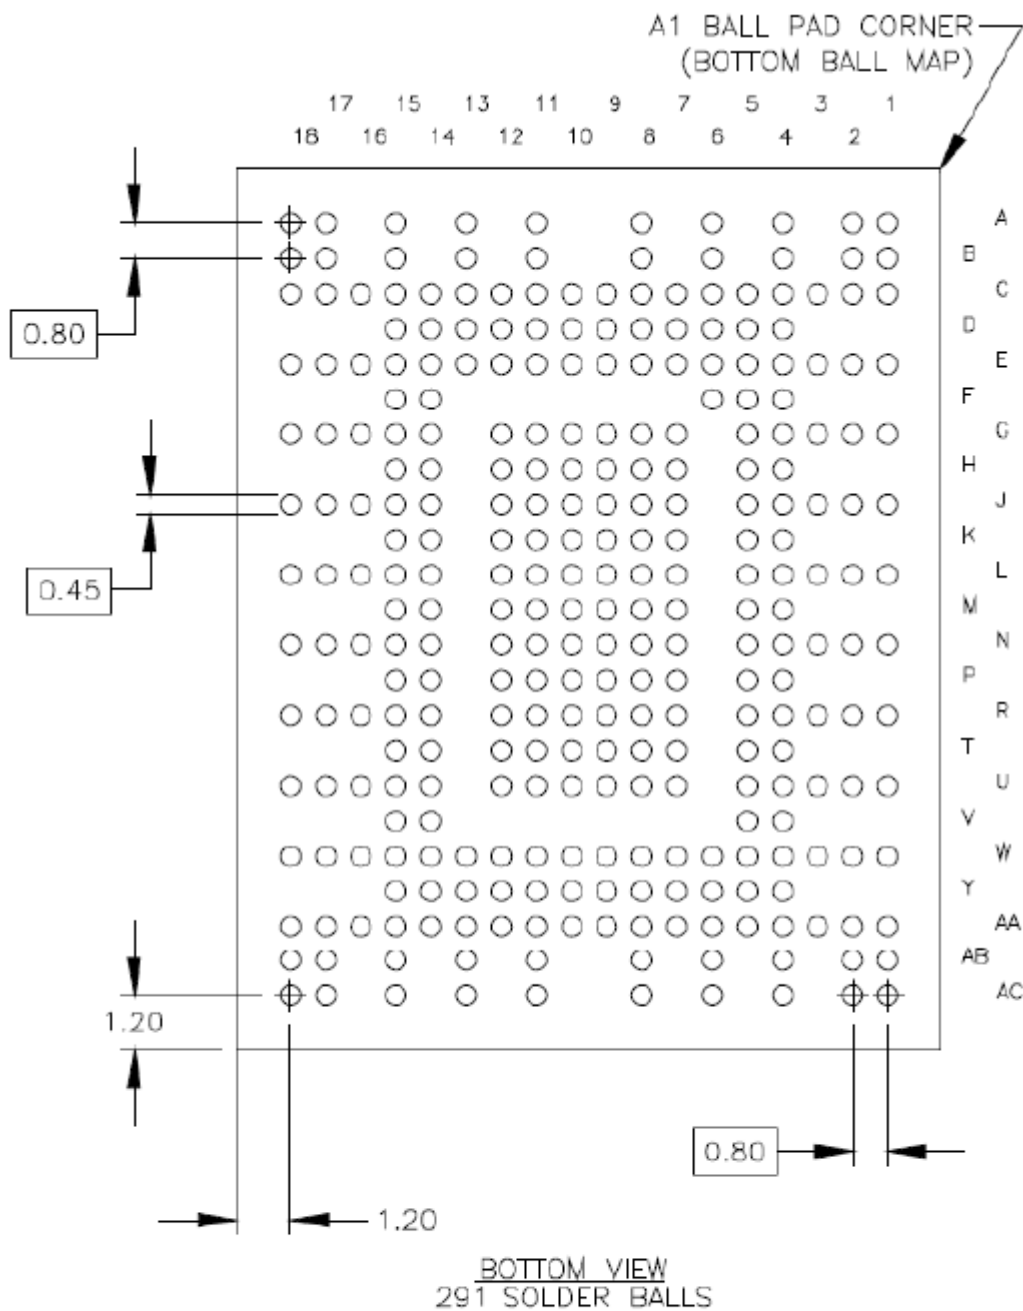 A1 BALL PAD CORNER
(BOTTOM BALL MAP)
17 15 13 11 9 7 5 3 1
18 16 14 12 10 8 6 4 2
A
B
C
D
E
F
G
H
J
K
L
M
N
P
R
T
U
V
W
Y
AA
AB
AC
0.80
0.45
1.20
0.80
1.20
BOTTOM VIEW
291 SOLDER BALLS